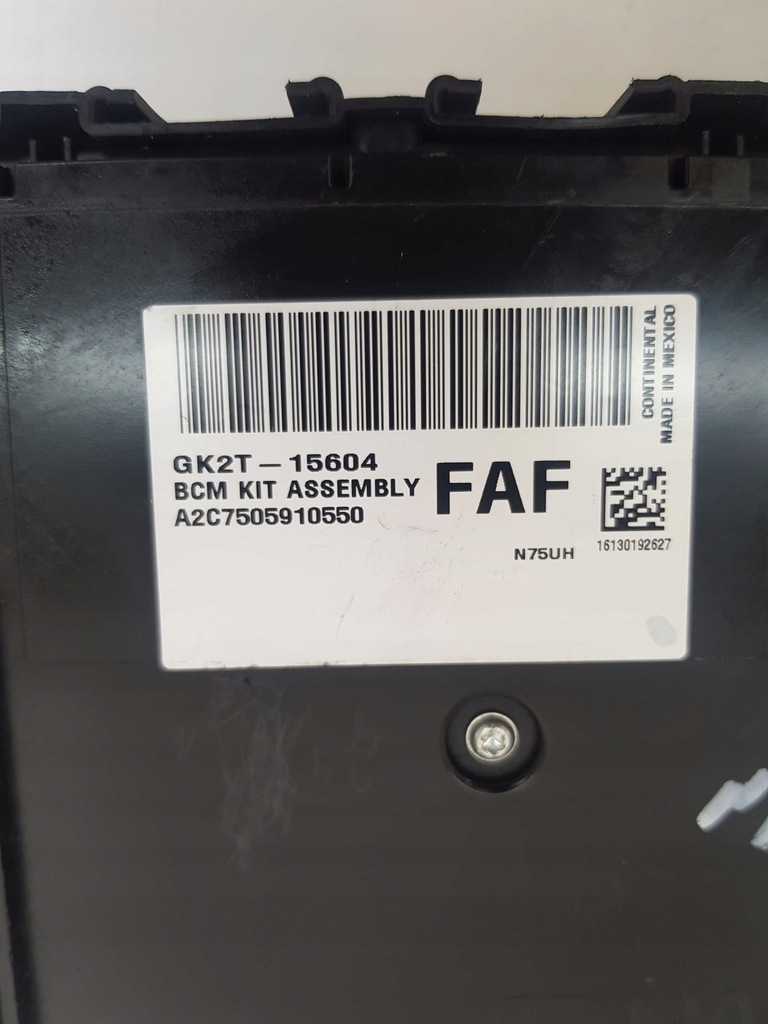 CONTINENTAL
MADE IN MEXICO
GK2T-15604
BCM KIT ASSEMBLY
A2C7505910550
FAF
N75UH
16130192627